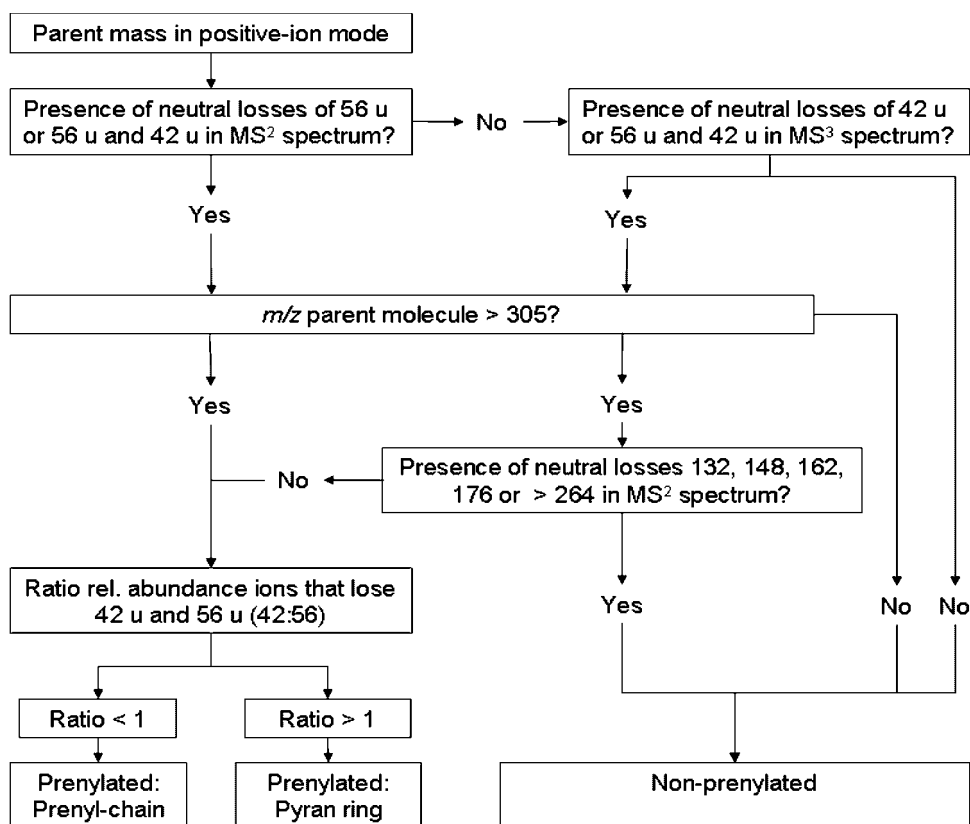 Parent mass in positive-ion mode
Presence of neutral losses of 56 u
or 56 u and 42 u in MS² spectrum?
No
Presence of neutral losses of 42 u
or 56 u and 42 u in MS³ spectrum?
Yes
Yes
m/z parent molecule > 305?
Yes
Yes
No
Presence of neutral losses 132, 148, 162,
176 or > 264 in MS² spectrum?
Ratio rel. abundance ions that lose
42 u and 56 u (42:56)
Yes
No
No
Ratio < 1
Ratio > 1
Prenylated:
Prenyl-chain
Prenylated:
Pyran ring
Non-prenylated